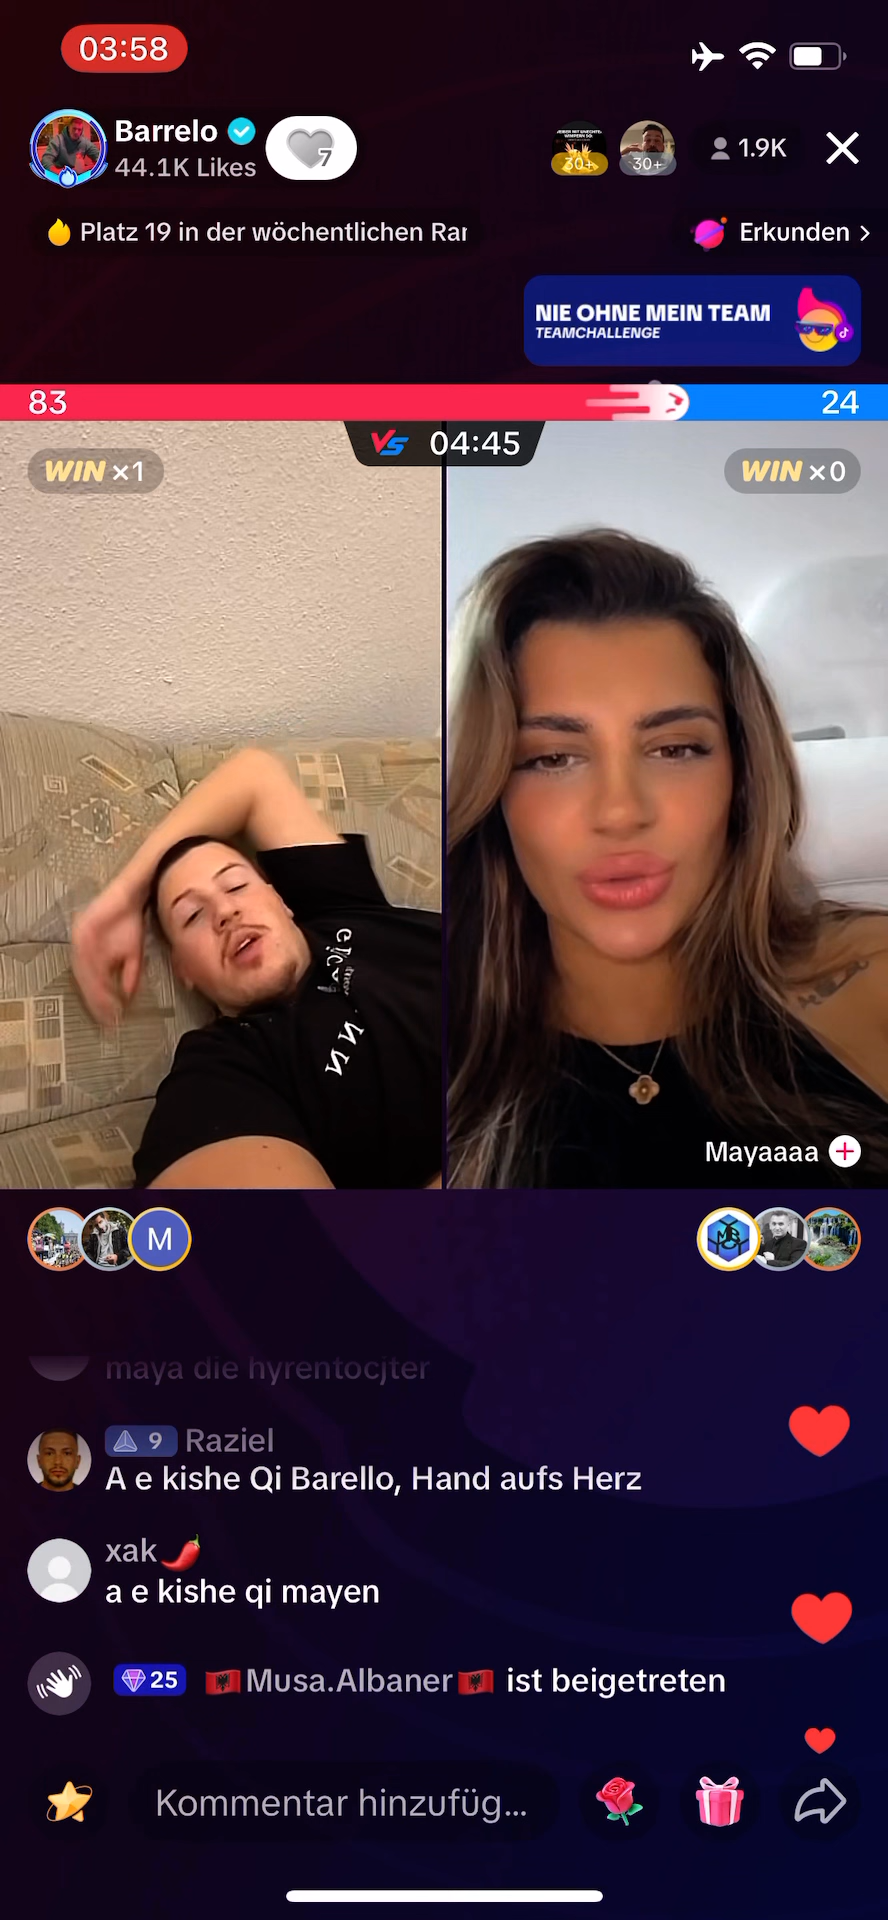 03:58
Barrelo
44.1K Likes
7
30+
30+
1.9K
Platz 19 in der wöchentlichen Rar
Erkunden >
NIE OHNE MEIN TEAM
TEAMCHALLENGE
83
24
VS 04:45
WIN ×1
WIN ×0
Mayaaaa
M
maya die hyrentocjter
9 Raziel
A e kishe Qi Barello, Hand aufs Herz
xak🌶️
a e kishe qi mayen
25 🇦🇱Musa.Albaner🇦🇱 ist beigetreten
Kommentar hinzufüg...